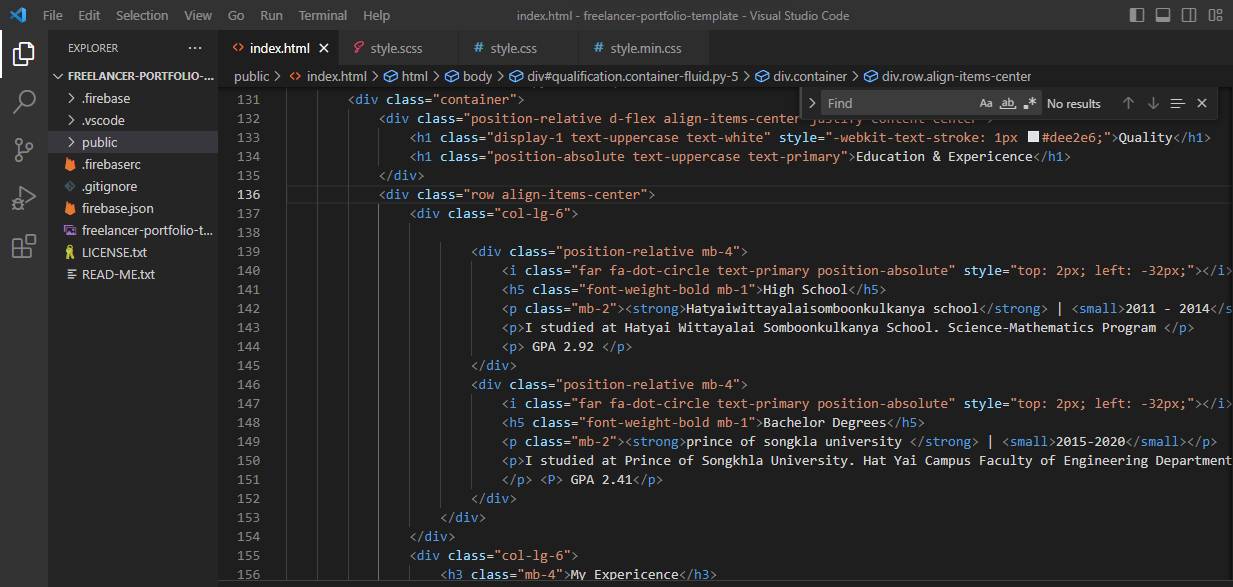 File Edit Selection View Go Run Terminal Help index.html - freelancer-portfolio-template - Visual Studio Code
EXPLORER ...
index.html style.scss # style.css # style.min.css
FREELANCER-PORTFOLIO-...
public > index.html > html > body > div#qualification.container-fluid.py-5 > div.container > div.row.align-items-center
.firebase
.vscode
public
.firebaserc
.gitignore
firebase.json
freelancer-portfolio-t...
LICENSE.txt
READ-ME.txt
Find Aa ab .* No results
131 <div class="container">
132 <div class="position-relative d-flex align-items-center justify-content-center">
133 <h1 class="display-1 text-uppercase text-white" style="-webkit-text-stroke: 1px #dee2e6;">Quality</h1>
134 <h1 class="position-absolute text-uppercase text-primary">Education & Expericence</h1>
135 </div>
136 <div class="row align-items-center">
137 <div class="col-lg-6">
138
139 <div class="position-relative mb-4">
140 <i class="far fa-dot-circle text-primary position-absolute" style="top: 2px; left: -32px;"></i>
141 <h5 class="font-weight-bold mb-1">High School</h5>
142 <p class="mb-2"><strong>Hatyaiwittayalaisomboonkulkanya school</strong> | <small>2011 - 2014</s
143 <p>I studied at Hatyai Wittayalai Somboonkulkanya School. Science-Mathematics Program </p>
144 <p> GPA 2.92 </p>
145 </div>
146 <div class="position-relative mb-4">
147 <i class="far fa-dot-circle text-primary position-absolute" style="top: 2px; left: -32px;"></i>
148 <h5 class="font-weight-bold mb-1">Bachelor Degrees</h5>
149 <p class="mb-2"><strong>prince of songkla university </strong> | <small>2015-2020</small></p>
150 <p>I studied at Prince of Songkhla University. Hat Yai Campus Faculty of Engineering Department
151 </p> <P> GPA 2.41</p>
152 </div>
153 </div>
154 </div>
155 <div class="col-lg-6">
156 <h3 class="mb-4">My Expericence</h3>